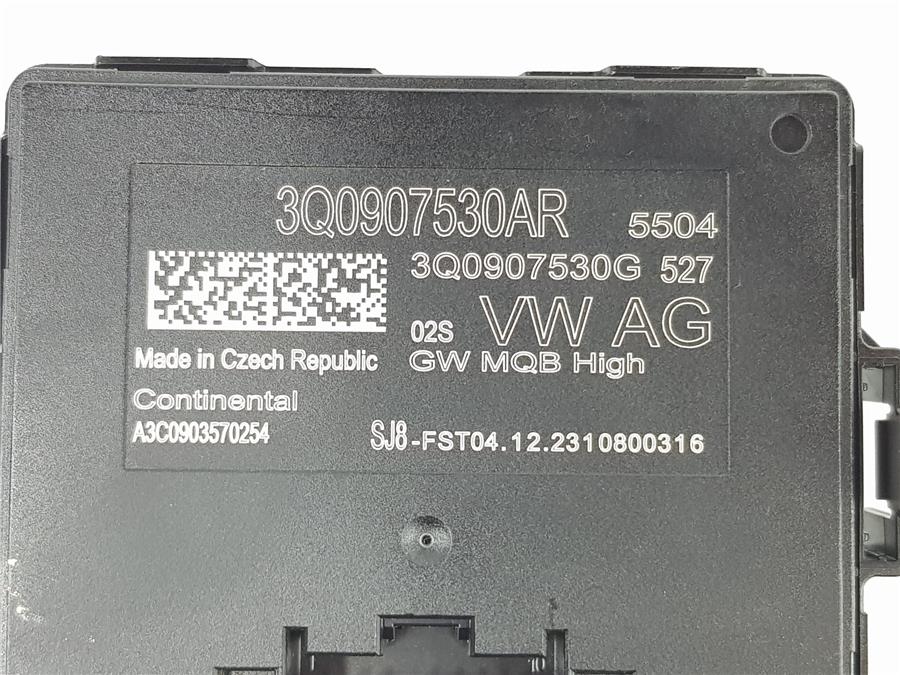 3Q0907530AR 5504
3Q0907530G 527
02S VW AG
Made in Czech Republic GW MQB High
Continental
A3C0903570254 SJ8-FST04.12.2310800316